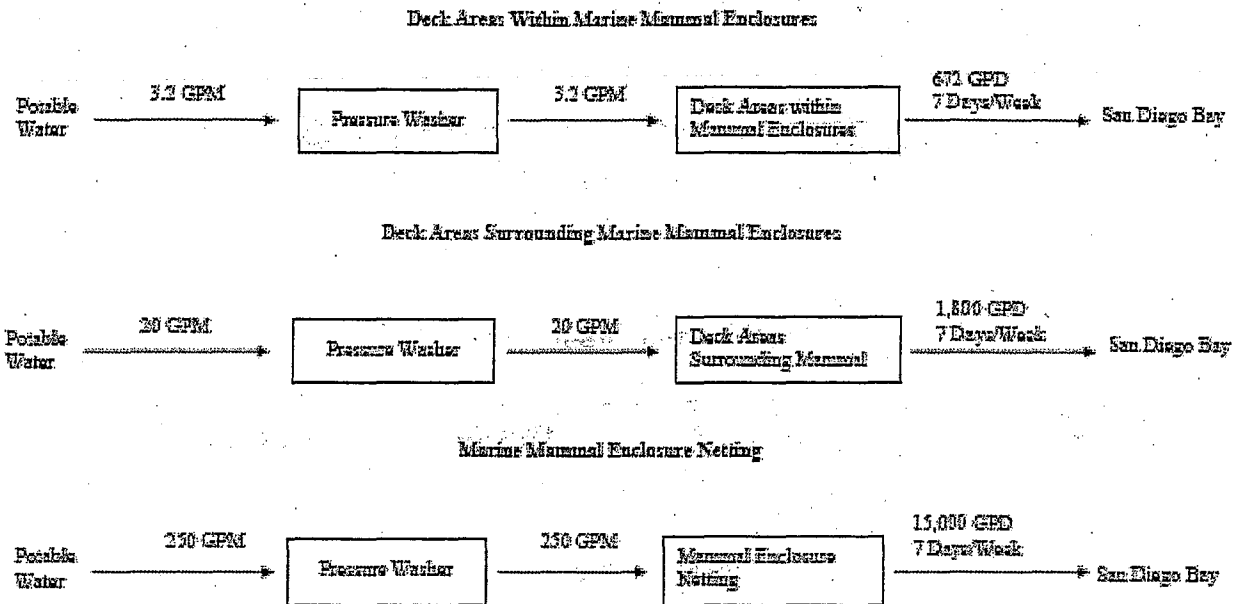 Deck Areas Within Marine Mammal Enclosures
Potable
Water
3.2 GPM
Pressure Washer
3.2 GPM
Deck Areas within
Mammal Enclosures
672 GPD
7 Days/Week
San Diego Bay
Deck Areas Surrounding Marine Mammal Enclosures
Potable
Water
20 GPM
Pressure Washer
20 GPM
Deck Areas
Surrounding Mammal
1,800 GPD
7 Days/Week
San Diego Bay
Marine Mammal Enclosure Netting
Potable
Water
250 GPM
Pressure Washer
250 GPM
Mammal Enclosure
Netting
15,000 GPD
7 Days/Week
San Diego Bay